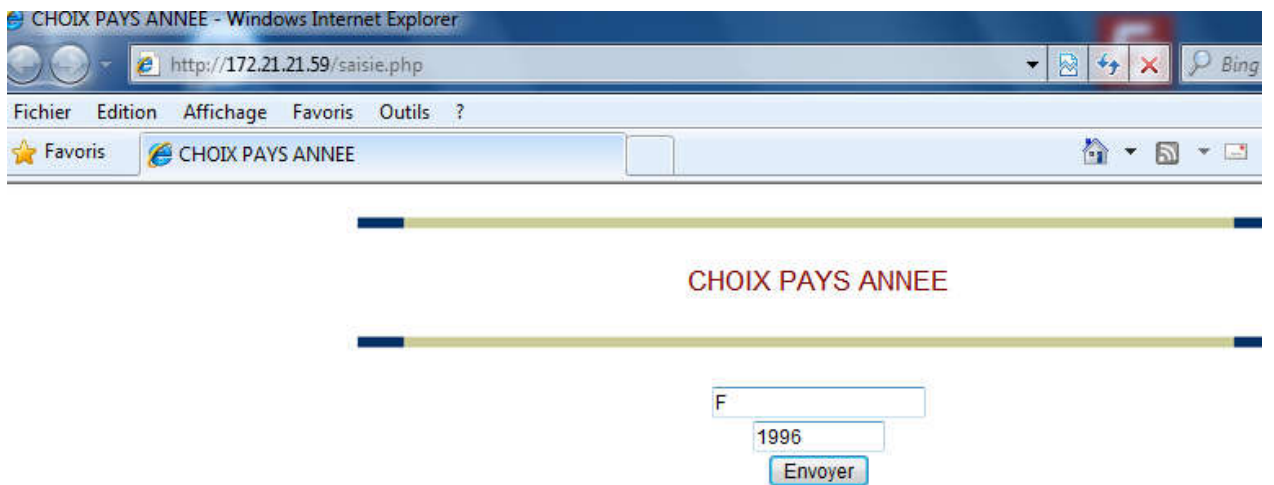 CHOIX PAYS ANNEE - Windows Internet Explorer
http://172.21.21.59/saisie.php
Bing
Fichier Edition Affichage Favoris Outils ?
Favoris CHOIX PAYS ANNEE
CHOIX PAYS ANNEE
F
1996
Envoyer